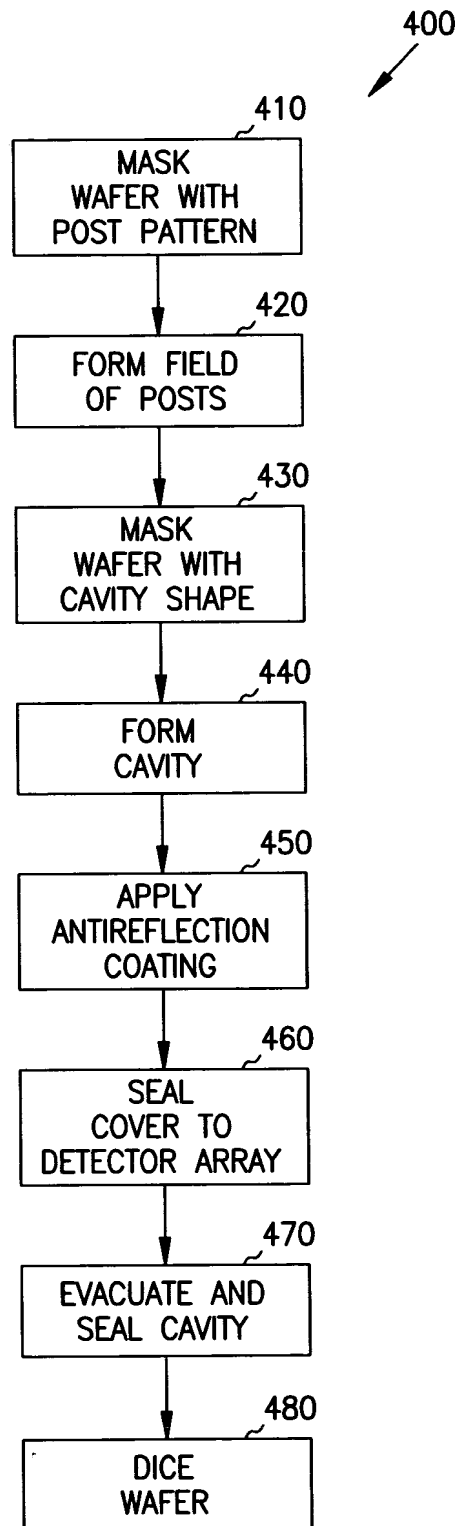 400
410
MASK
WAFER WITH
POST PATTERN
420
FORM FIELD
OF POSTS
430
MASK
WAFER WITH
CAVITY SHAPE
440
FORM
CAVITY
450
APPLY
ANTIREFLECTION
COATING
460
SEAL
COVER TO
DETECTOR ARRAY
470
EVACUATE AND
SEAL CAVITY
480
DICE
WAFER